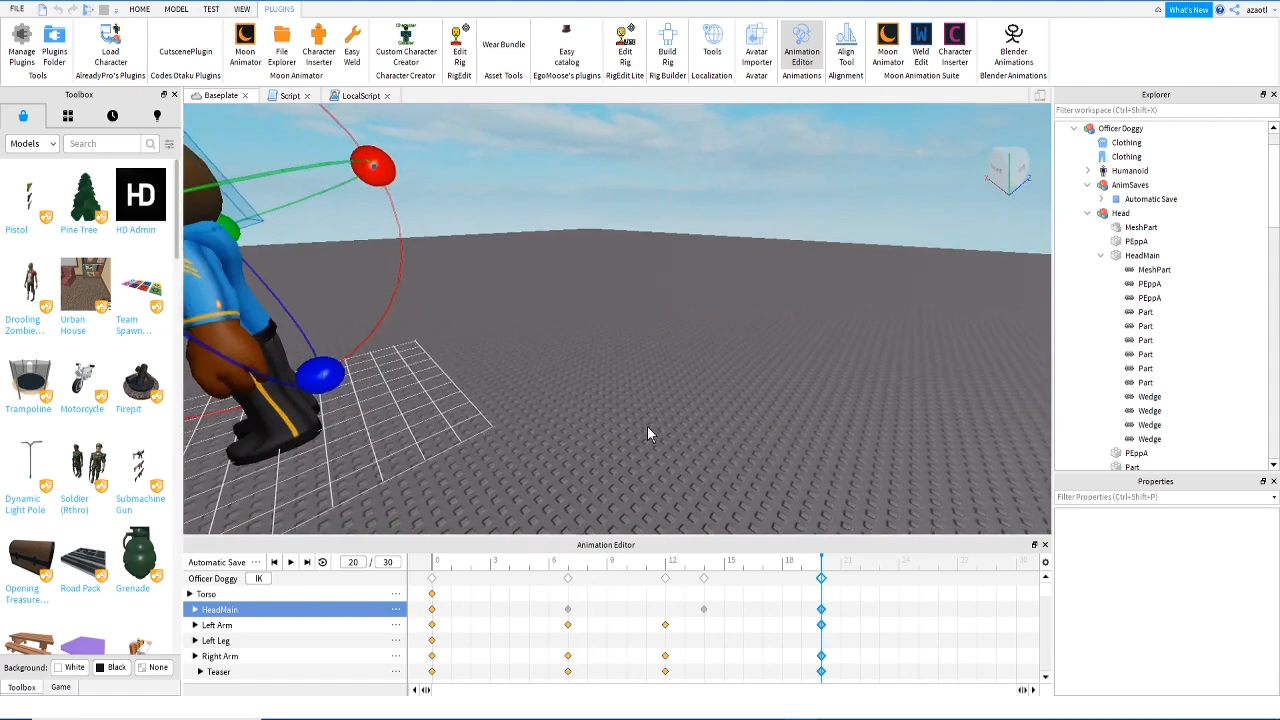 FILE HOME MODEL TEST VIEW PLUGINS What's New azaotl
Manage Plugins Plugins Folder Load Character CutscenePlugin Moon Animator File Explorer Character Inserter Easy Weld Custom Character Creator Edit Rig Wear Bundle Easy catalog Edit Rig Build Rig Tools Avatar Importer Animation Editor Align Tool Moon Animator Weld Edit Character Inserter Blender Animations
Tools AlreadyPro's Plugins Codes Otaku Plugins Moon Animator Character Creator RigEdit Asset Tools EgoMoose's plugins RigEdit Lite Rig Builder Localization Avatar Animations Alignment Moon Animation Suite Blender Animations
Toolbox
Baseplate Script LocalScript
Explorer
Filter workspace (Ctrl+Shift+X)
Models Search
HD
Pistol Pine Tree HD Admin
Drooling Zombie... Urban House Team Spawn...
Trampoline Motorcycle Firepit
Dynamic Light Pole Soldier (Rthro) Submachine Gun
Opening Treasure... Road Pack Grenade
Background: White Black None
Toolbox Game
Officer Doggy
Clothing
Clothing
Humanoid
AnimSaves
Automatic Save
Head
MeshPart
PEppA
HeadMain
MeshPart
PEppA
PEppA
Part
Part
Part
Part
Part
Part
Wedge
Wedge
Wedge
Wedge
PEppA
Part
Properties
Filter Properties (Ctrl+Shift+P)
Animation Editor
Automatic Save ... 20 / 30 0 3 6 9 12 15 18 21 24 27 30
Officer Doggy IK
Torso ...
HeadMain ...
Left Arm ...
Left Leg ...
Right Arm ...
Teaser ...